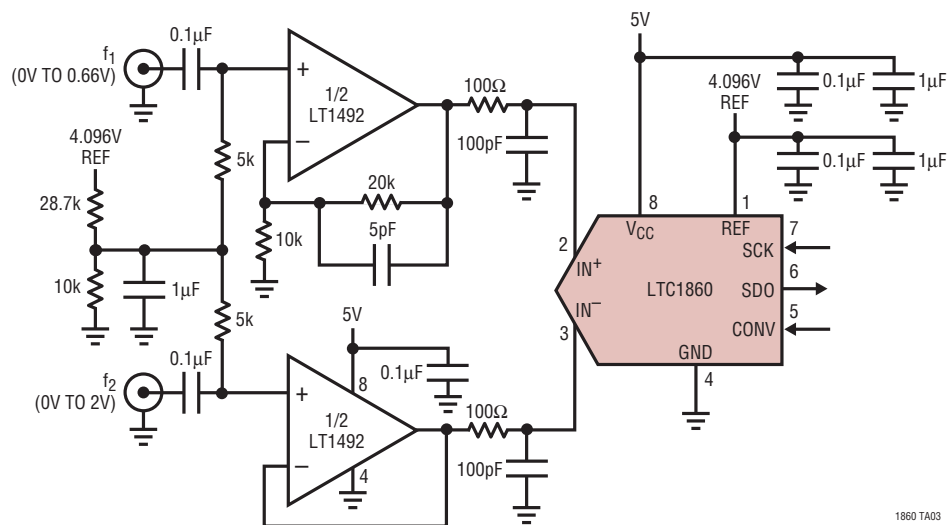 f1
(0V TO 0.66V)
0.1µF
4.096V
REF
28.7k
10k
1µF
5k
5k
0.1µF
f2
(0V TO 2V)
+
1/2
LT1492
−
10k
20k
5pF
100Ω
100pF
5V
8
0.1µF
+
1/2
LT1492
−
4
100Ω
100pF
5V
0.1µF
1µF
4.096V
REF
0.1µF
1µF
8
1
VCC
REF
7
SCK
2
IN+
LTC1860
6
SDO
IN−
3
5
CONV
GND
4
1860 TA03